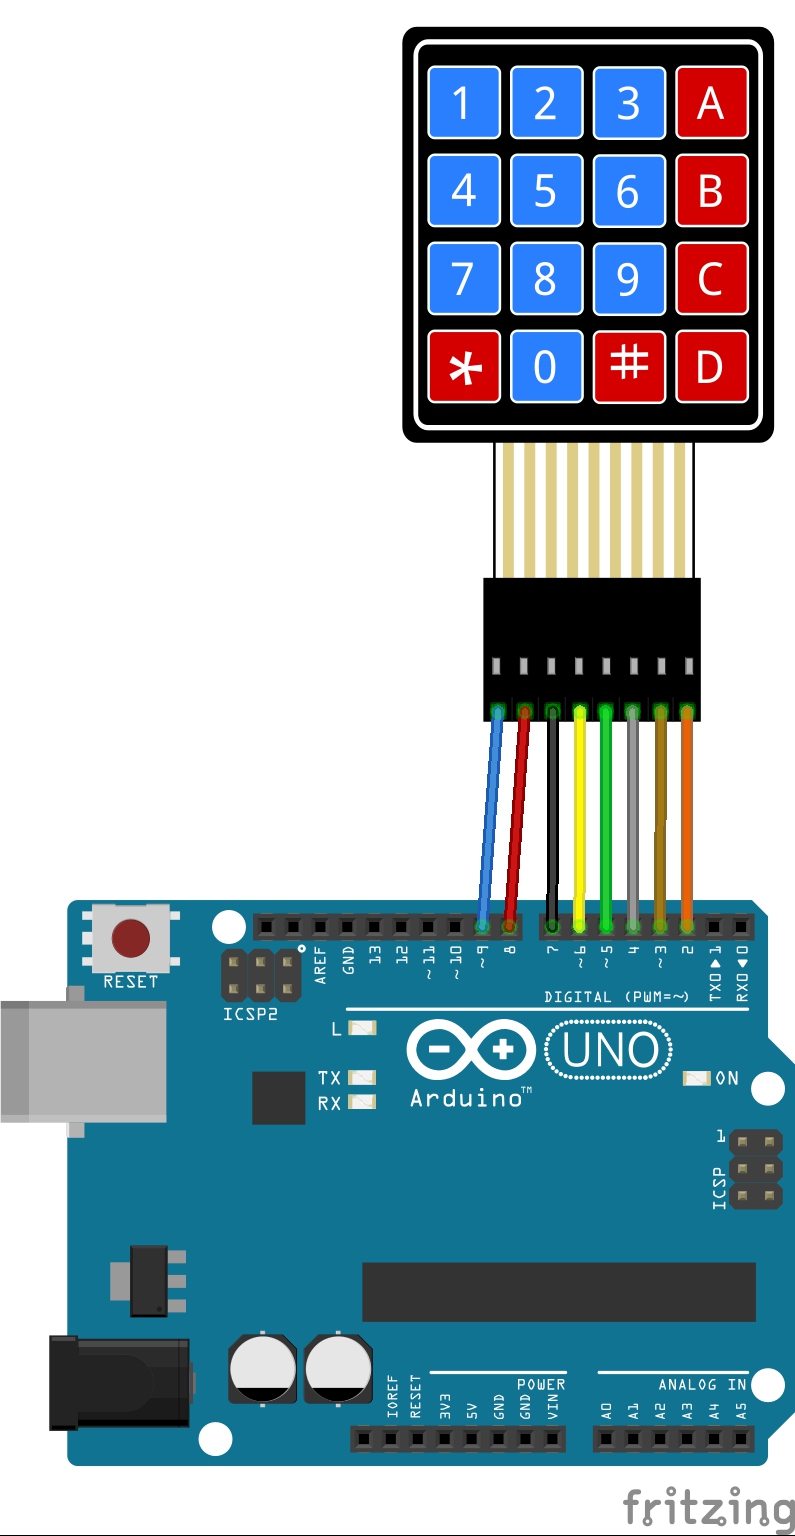 1 2 3 A
4 5 6 B
7 8 9 C
* 0 # D
AREF GND 13 12 ~11 ~10 ~9 8 7 ~6 ~5 4 ~3 2 TX0▶1 RX0◀0
RESET
DIGITAL (PWM=~)
ICSP2
L
UNO
TX
RX
ON
Arduino™
1
ICSP
POWER
ANALOG IN
IOREF RESET 3V3 5V GND GND VIN A0 A1 A2 A3 A4 A5
fritzing